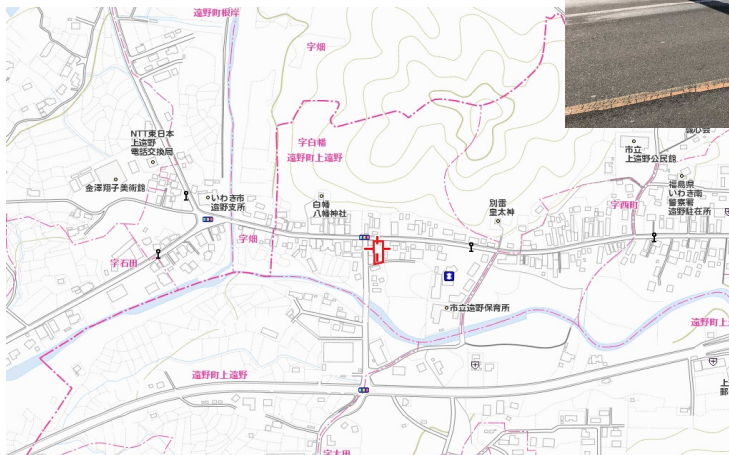 遠野町根岸
字畑
NTT東日本
上遠野
電話交換局
字白幡
遠野町上遠野
市立
上遠野公民館
金澤翔子美術館
いわき市
遠野支所
白幡
八幡神社
別雷
皇太神
字西町
福島県
いわき南
警察署
遠野駐在所
字石田
字畑
市立遠野保育所
遠野町上
遠野町上遠野
上
郵
字太田